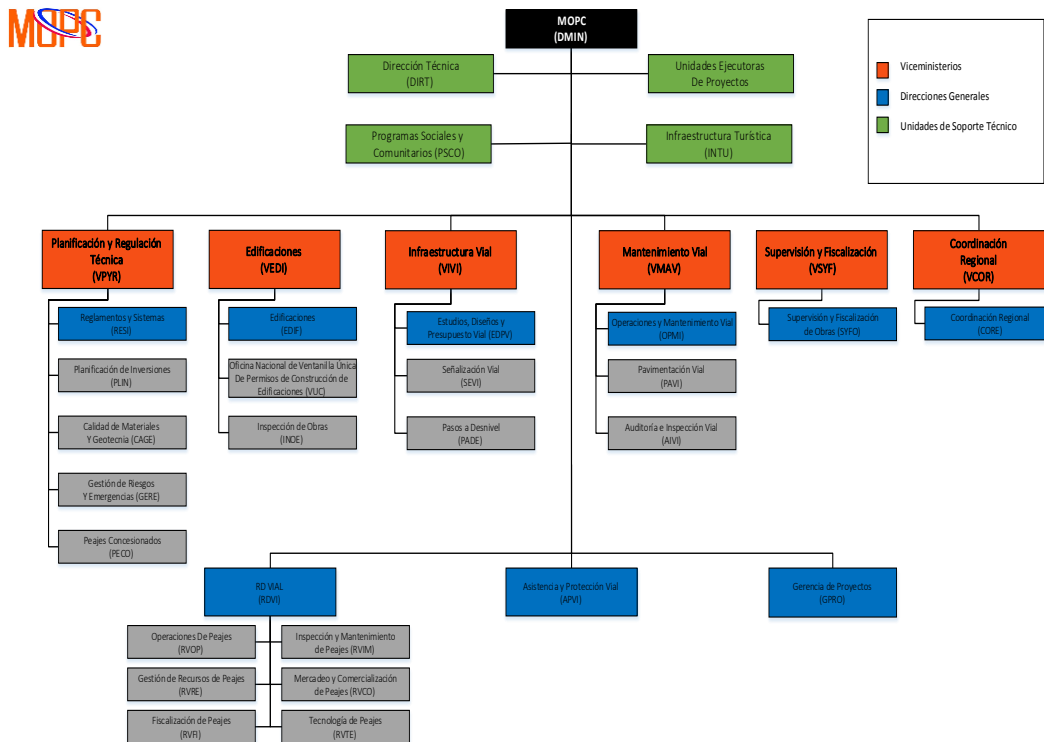 MOPC
MOPC
(DMIN)
Viceministerios
Direcciones Generales
Unidades de Soporte Técnico
Dirección Técnica
(DIRT)
Unidades Ejecutoras
De Proyectos
Programas Sociales y
Comunitarios (PSCO)
Infraestructura Turística
(INTU)
Planificación y Regulación
Técnica
(VPYR)
Edificaciones
(VEDI)
Infraestructura Vial
(VIVI)
Mantenimiento Vial
(VMAV)
Supervisión y Fiscalización
(VSYF)
Coordinación
Regional
(VCOR)
Reglamentos y Sistemas
(RESI)
Planificación de Inversiones
(PLIN)
Calidad de Materiales
Y Geotecnia (CAGE)
Gestión de Riesgos
Y Emergencias (GERE)
Peajes Concesionados
(PECO)
Edificaciones
(EDIF)
Oficina Nacional de Ventanilla Única
De Permisos de Construcción de
Edificaciones (VUC)
Inspección de Obras
(INOE)
Estudios, Diseños y
Presupuesto Vial (EDPV)
Señalización Vial
(SEVI)
Pasos a Desnivel
(PADE)
Operaciones y Mantenimiento Vial
(OPMI)
Pavimentación Vial
(PAVI)
Auditoría e Inspección Vial
(AIVI)
Supervisión y Fiscalización
de Obras (SYFO)
Coordinación Regional
(CORE)
RD VIAL
(RDVI)
Asistencia y Protección Vial
(APVI)
Gerencia de Proyectos
(GPRO)
Operaciones De Peajes
(RVOP)
Inspección y Mantenimiento
de Peajes (RVIM)
Gestión de Recursos de Peajes
(RVRE)
Mercadeo y Comercialización
de Peajes (RVCO)
Fiscalización de Peajes
(RVFI)
Tecnología de Peajes
(RVTE)